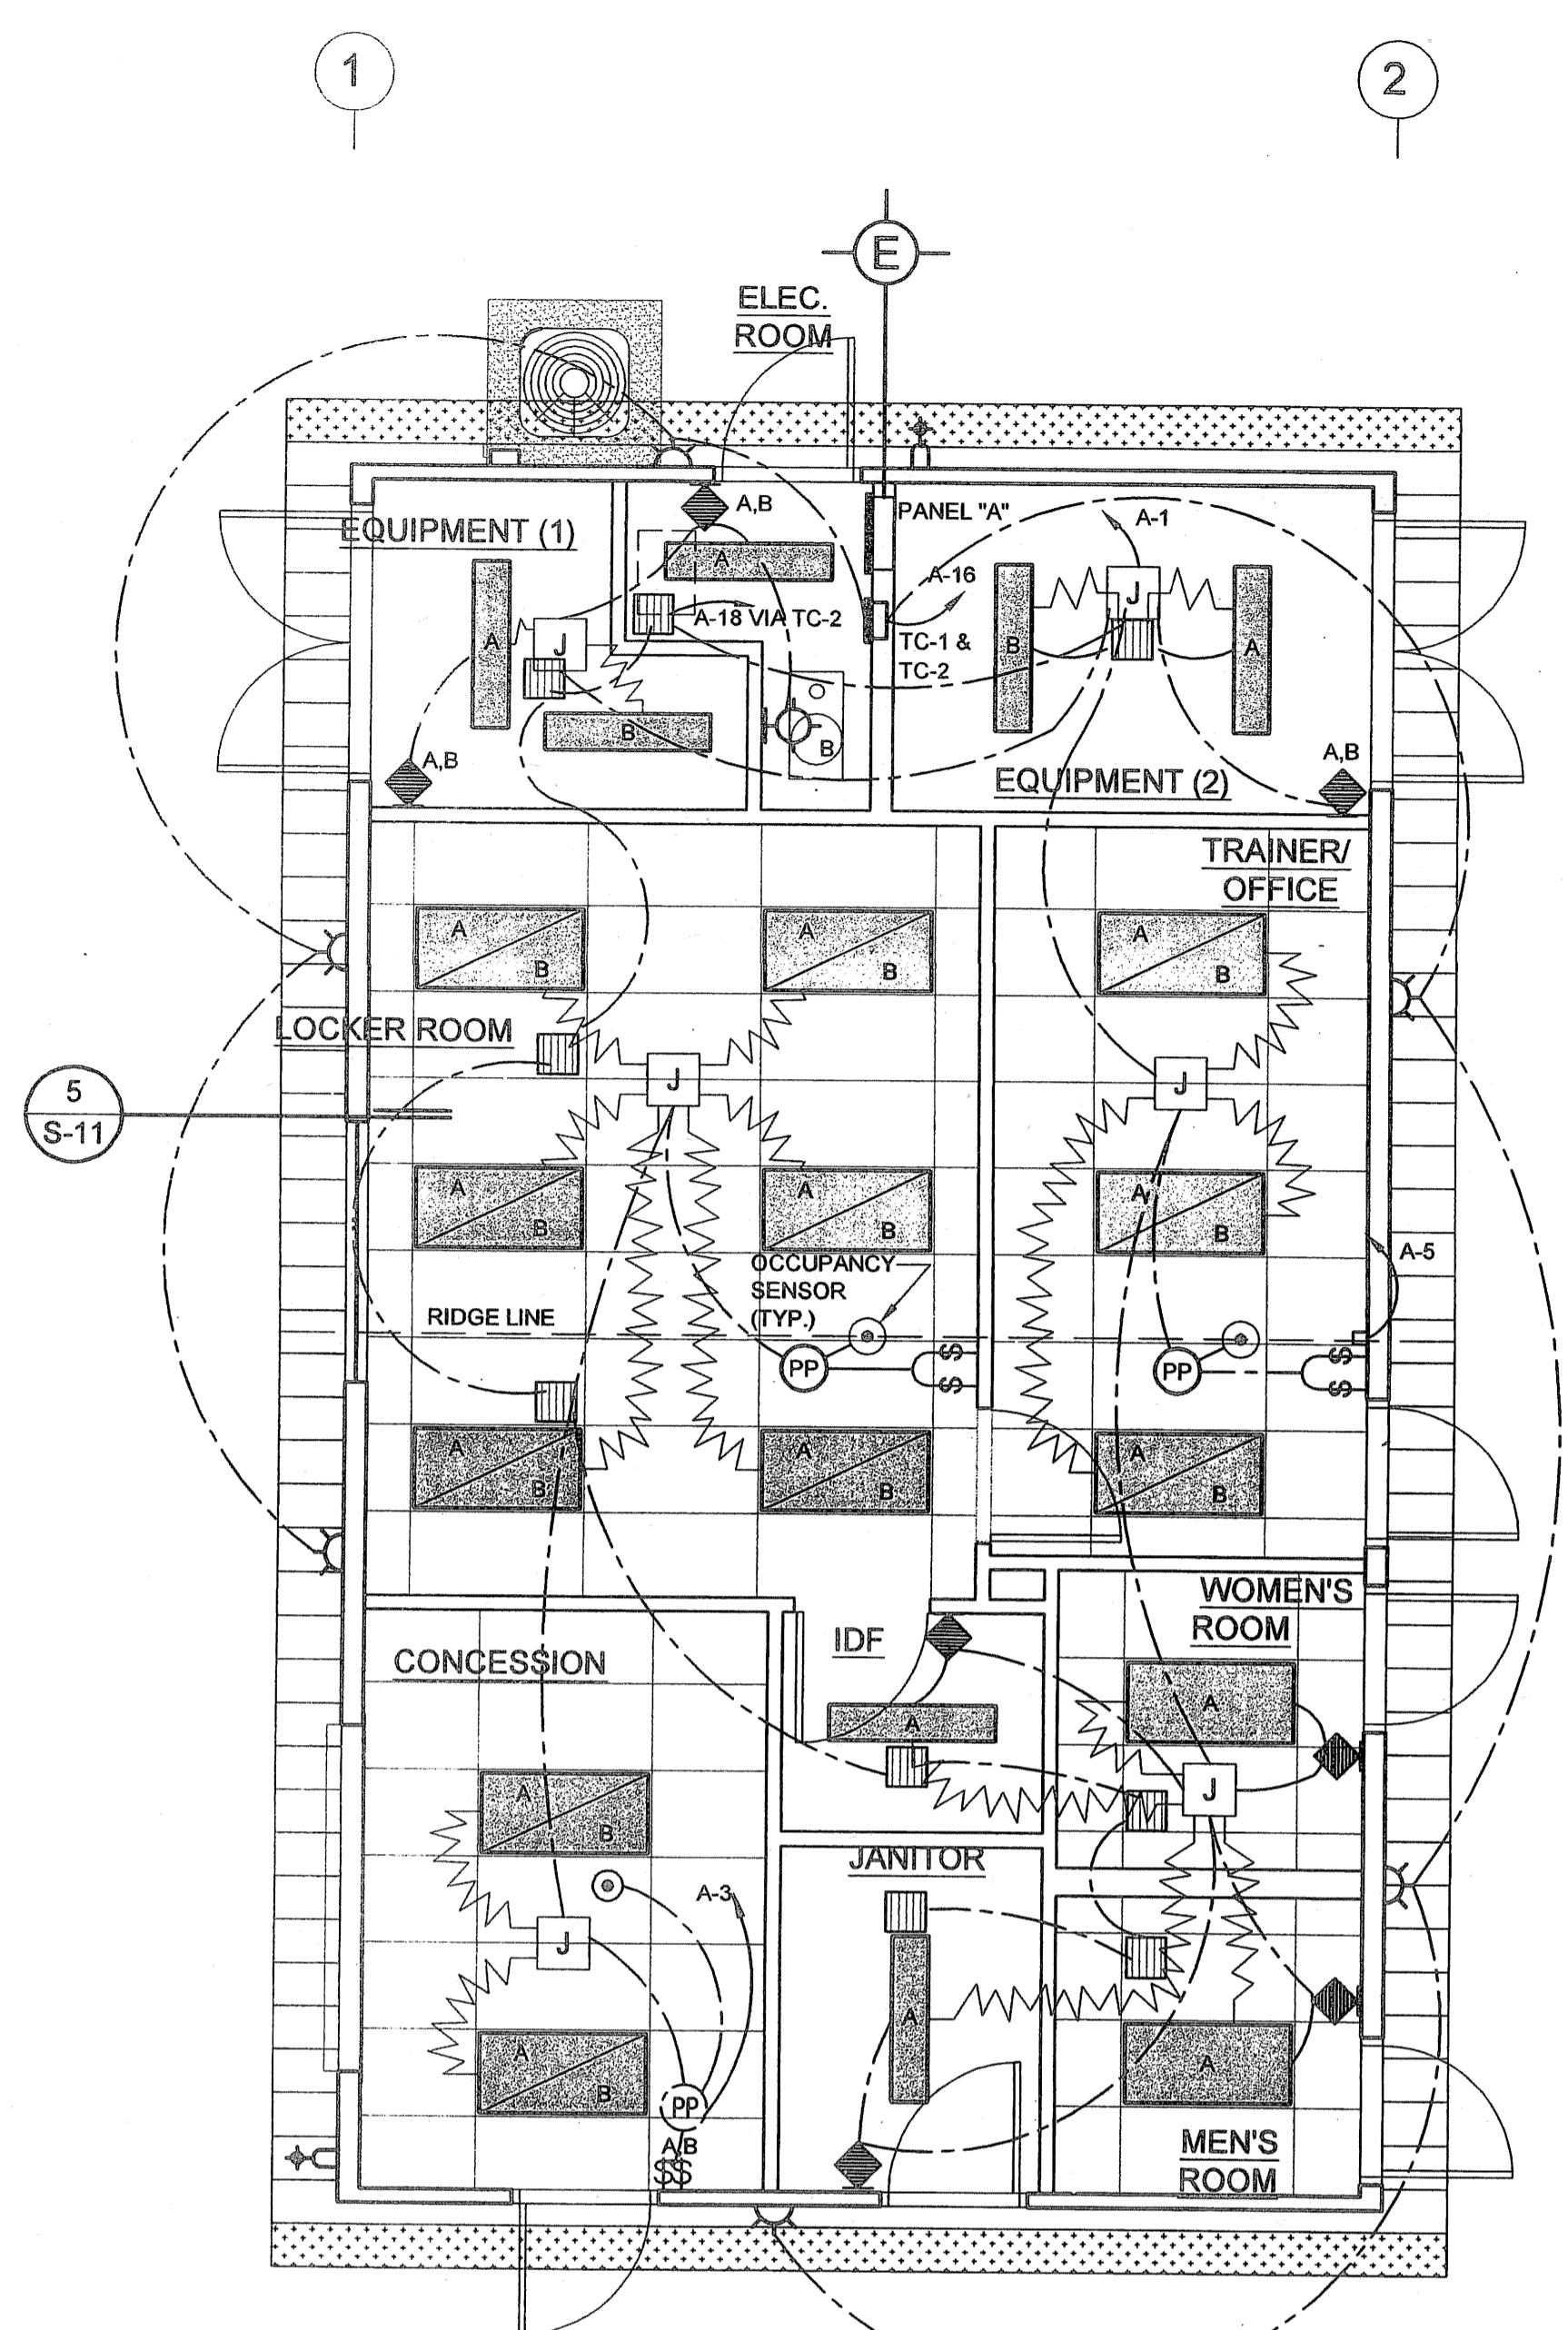 1
2
E
ELEC.
ROOM
A,B
PANEL "A"
A-1
EQUIPMENT (1)
A
A-16
J
A-18 VIA TC-2
J
A
TC-1 &
TC-2
B
A
B
B
A,B
A,B
EQUIPMENT (2)
TRAINER/
OFFICE
A
B
A
B
A
B
LOCKER ROOM
J
J
5
S-11
A
B
A
B
A
B
A-5
OCCUPANCY
SENSOR
(TYP.)
RIDGE LINE
PP
$
$
PP
$
$
A
B
A
B
A
B
WOMEN'S
ROOM
IDF
CONCESSION
A
A
A
B
J
JANITOR
A-3
J
A
A
B
A
PP
A,B
$$
MEN'S
ROOM